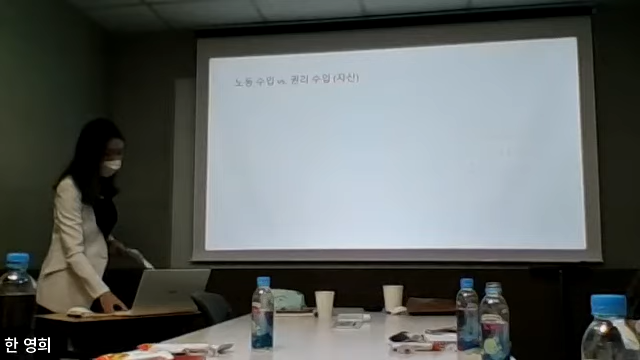 노동 수입 vs. 권리 수입 (자산)
한 영희